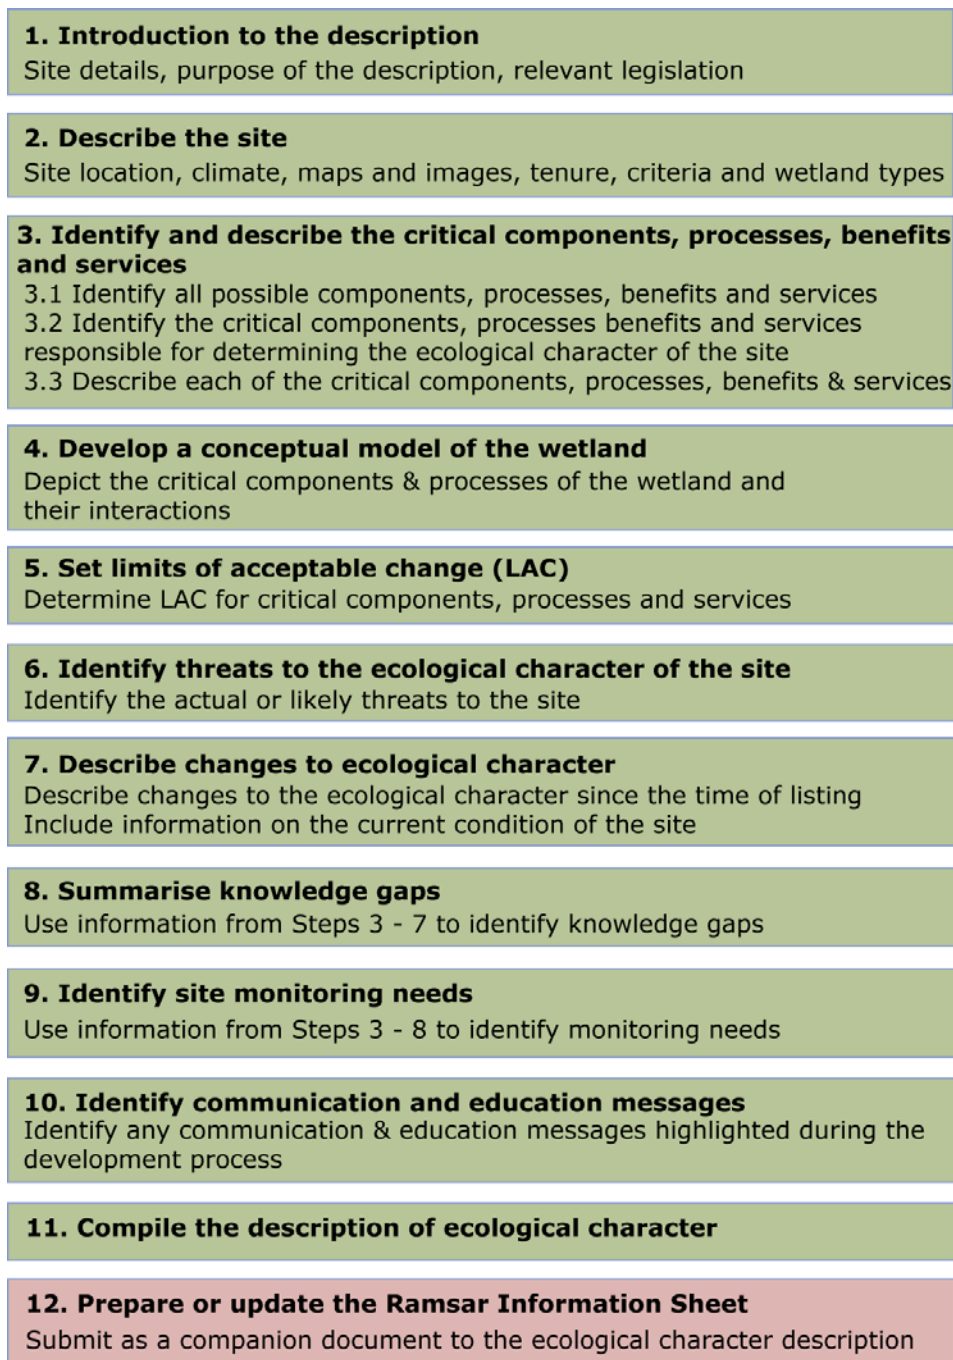 1. Introduction to the description
Site details, purpose of the description, relevant legislation
2. Describe the site
Site location, climate, maps and images, tenure, criteria and wetland types
3. Identify and describe the critical components, processes, benefits
and services
3.1 Identify all possible components, processes, benefits and services
3.2 Identify the critical components, processes benefits and services
responsible for determining the ecological character of the site
3.3 Describe each of the critical components, processes, benefits & services
4. Develop a conceptual model of the wetland
Depict the critical components & processes of the wetland and
their interactions
5. Set limits of acceptable change (LAC)
Determine LAC for critical components, processes and services
6. Identify threats to the ecological character of the site
Identify the actual or likely threats to the site
7. Describe changes to ecological character
Describe changes to the ecological character since the time of listing
Include information on the current condition of the site
8. Summarise knowledge gaps
Use information from Steps 3 - 7 to identify knowledge gaps
9. Identify site monitoring needs
Use information from Steps 3 - 8 to identify monitoring needs
10. Identify communication and education messages
Identify any communication & education messages highlighted during the
development process
11. Compile the description of ecological character
12. Prepare or update the Ramsar Information Sheet
Submit as a companion document to the ecological character description